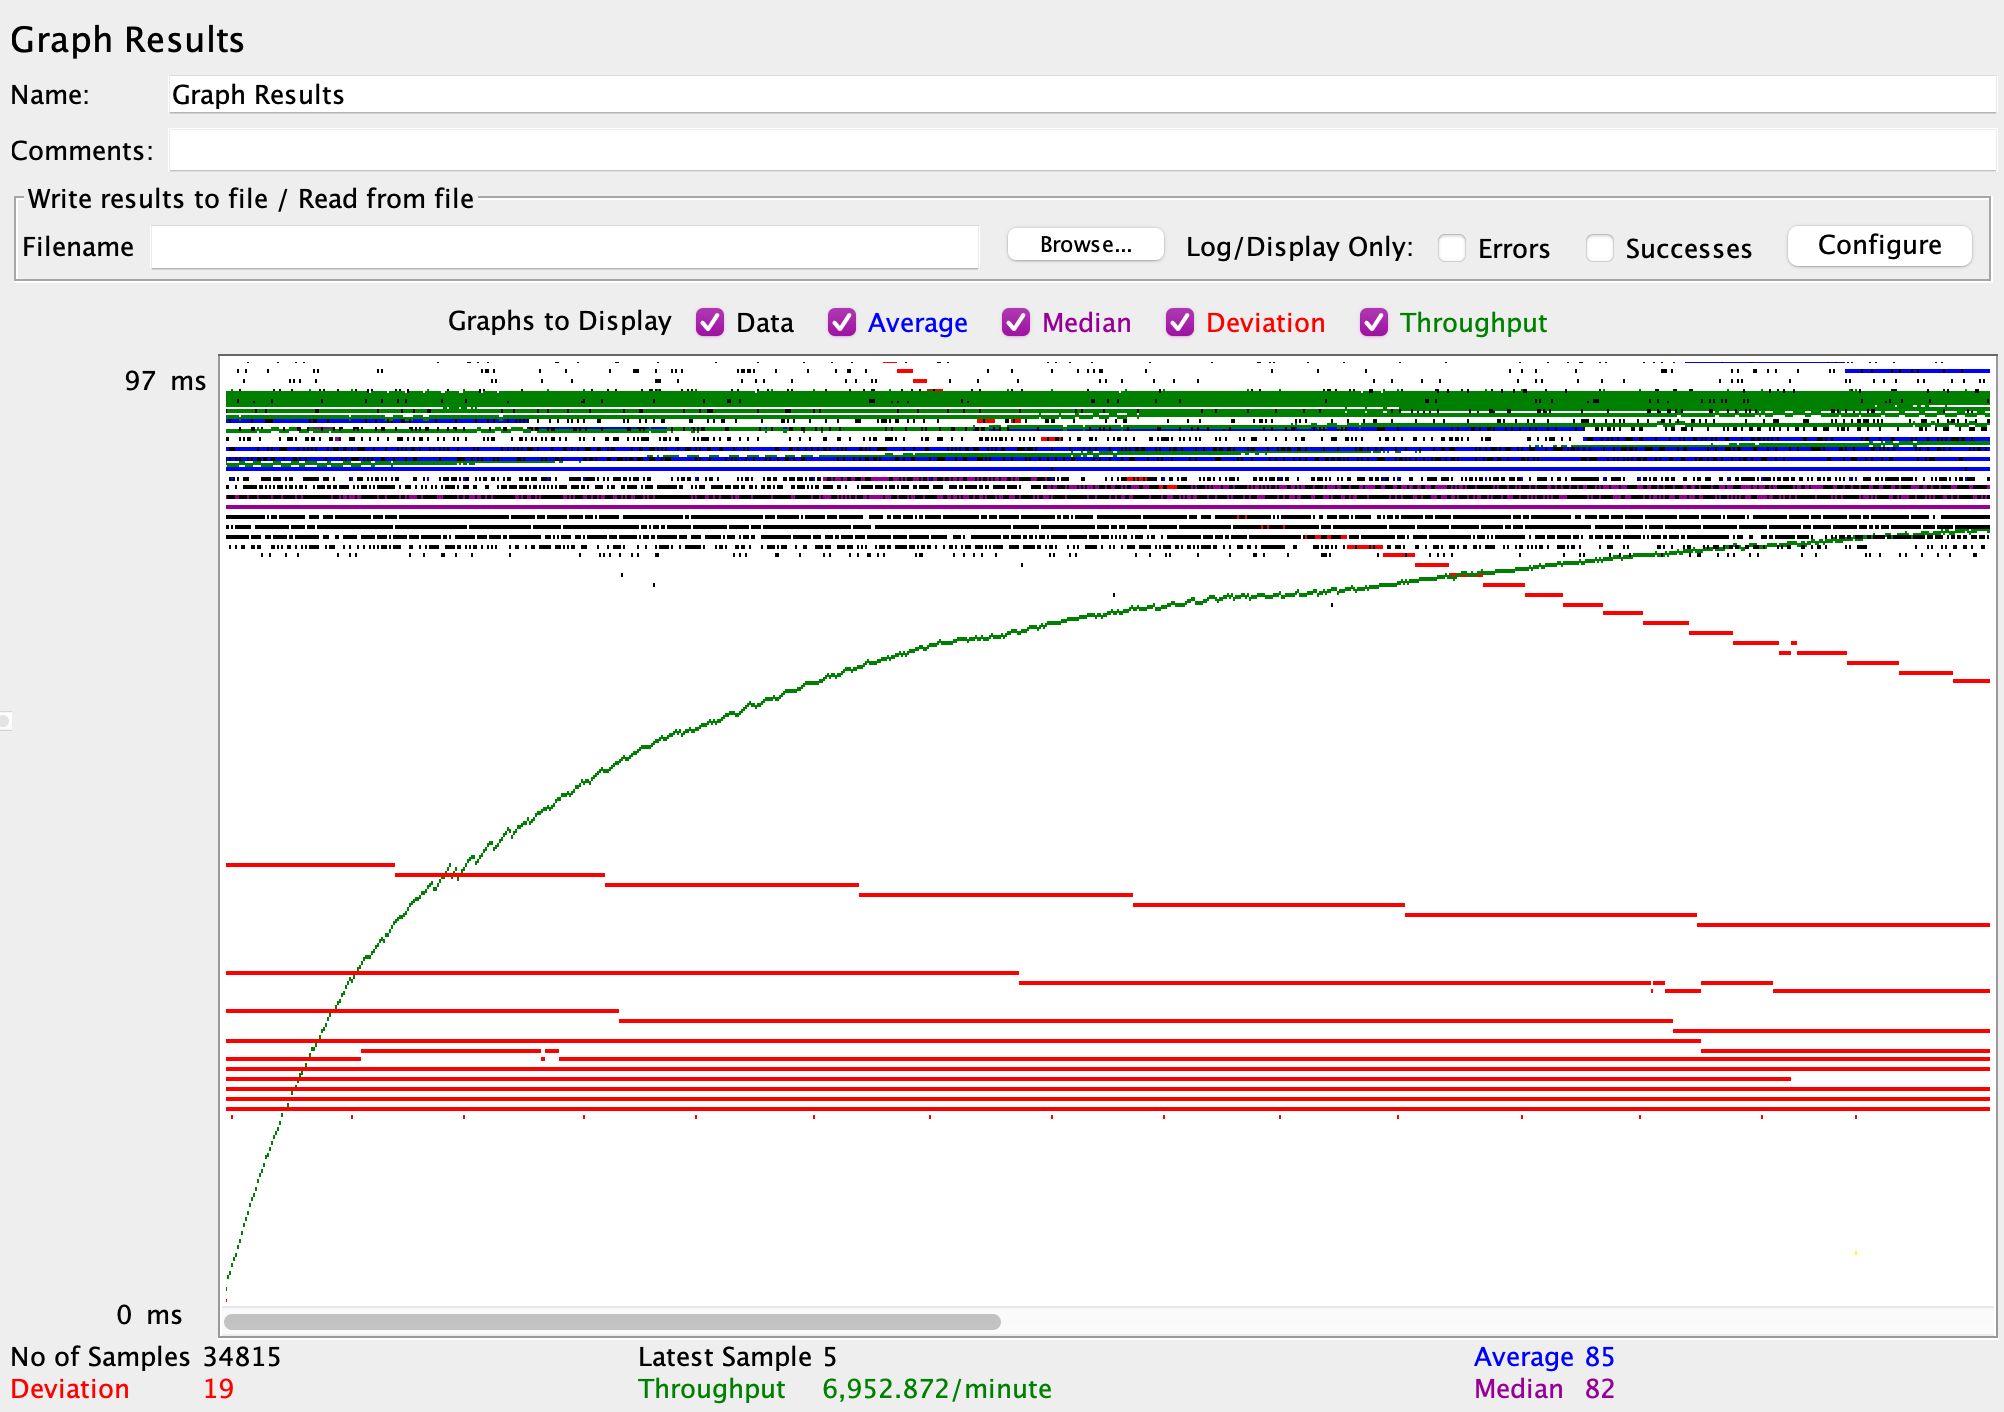 Graph Results
Name: Graph Results
Comments:
Write results to file / Read from file
Filename Browse... Log/Display Only: Errors Successes Configure
Graphs to Display Data Average Median Deviation Throughput
97 ms
0 ms
No of Samples 34815 Latest Sample 5 Average 85
Deviation 19 Throughput 6,952.872/minute Median 82